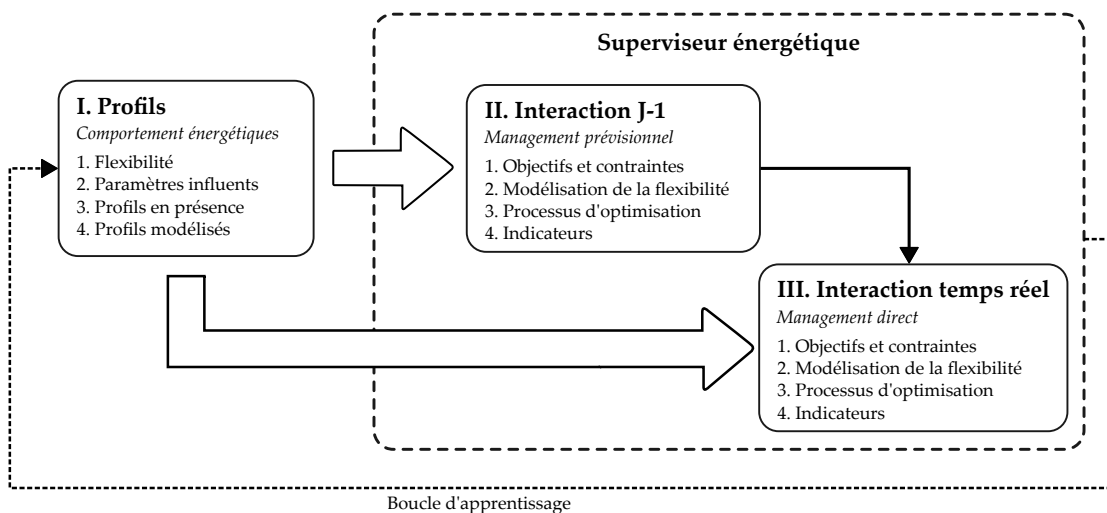 Superviseur énergétique
I. Profils
Comportement énergétiques
1. Flexibilité
2. Paramètres influents
3. Profils en présence
4. Profils modélisés
II. Interaction J-1
Management prévisionnel
1. Objectifs et contraintes
2. Modélisation de la flexibilité
3. Processus d'optimisation
4. Indicateurs
III. Interaction temps réel
Management direct
1. Objectifs et contraintes
2. Modélisation de la flexibilité
3. Processus d'optimisation
4. Indicateurs
Boucle d'apprentissage